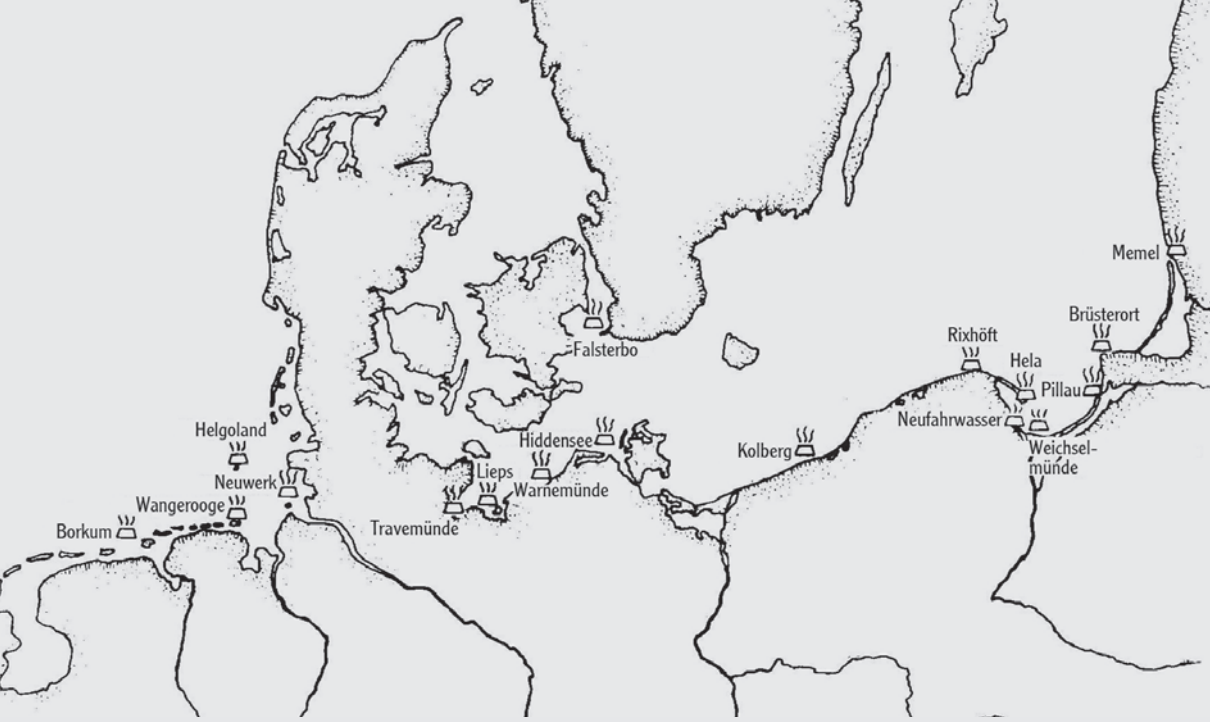 Memel
Brüsterort
Rixhöft
Falsterbo
Hela
Pillau
Neufahrwasser
Helgoland
Hiddensee
Kolberg
Weichsel-
münde
Lieps
Neuwerk
Warnemünde
Wangerooge
Travemünde
Borkum